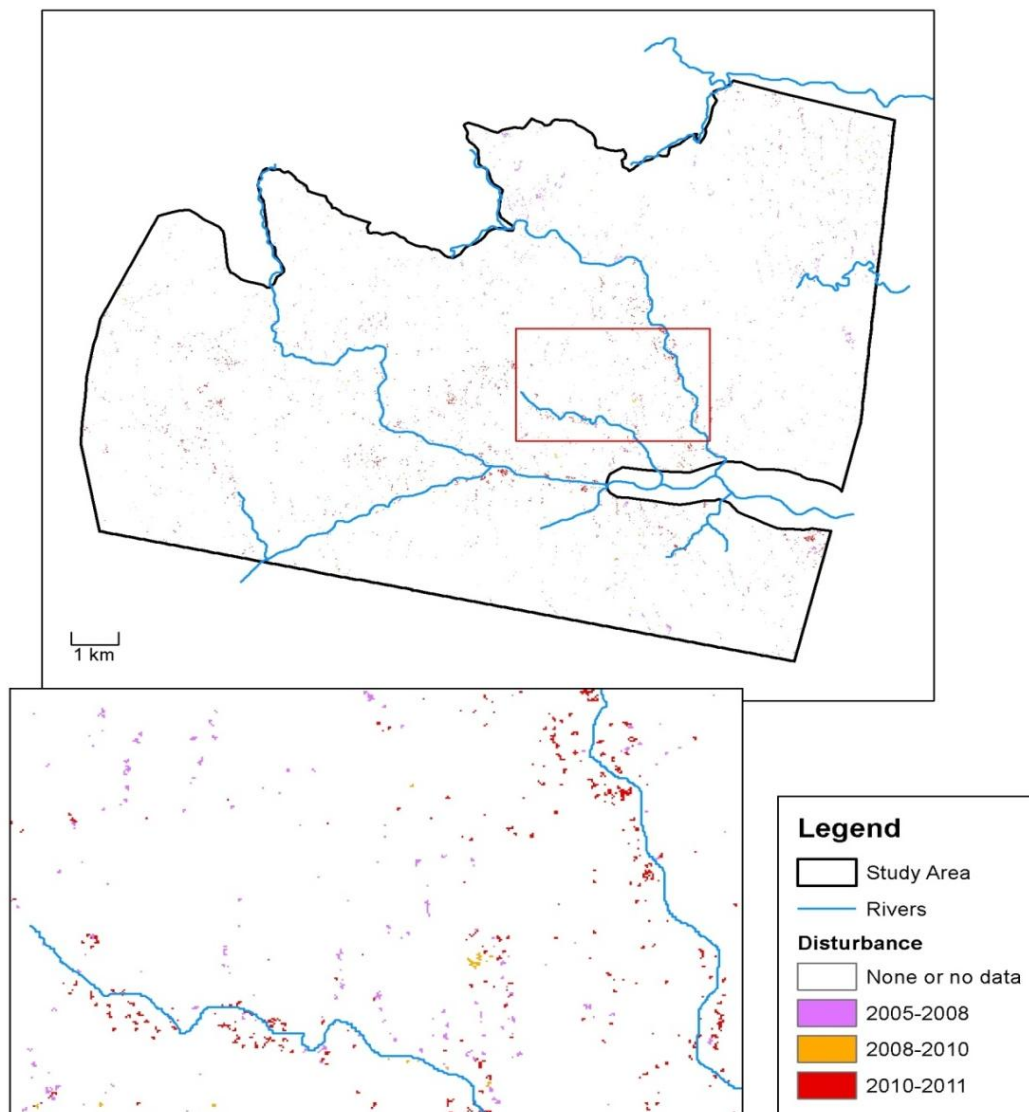 1 km
Legend
Study Area
Rivers
Disturbance
None or no data
2005-2008
2008-2010
2010-2011